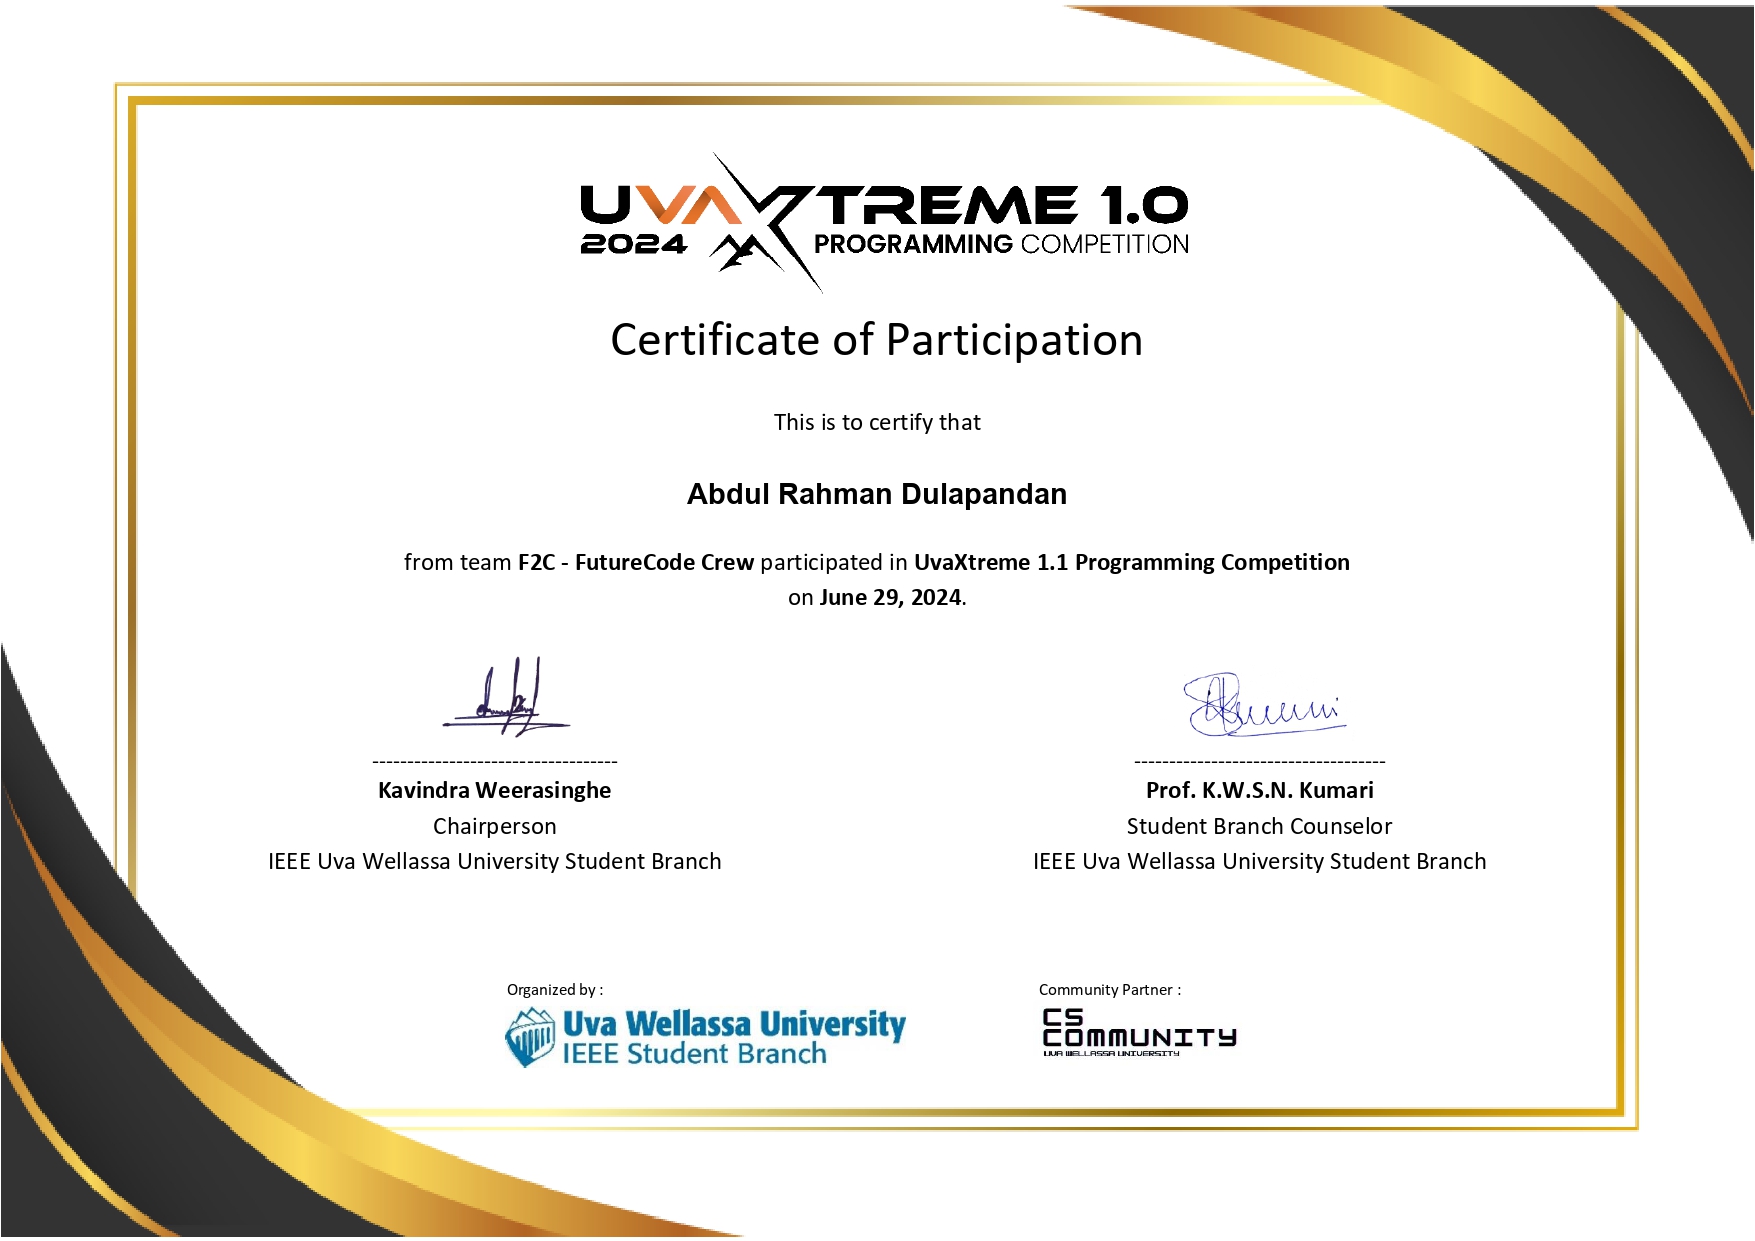 UVAXTREME 1.0
2024 PROGRAMMING COMPETITION
Certificate of Participation
This is to certify that
Abdul Rahman Dulapandan
from team F2C - FutureCode Crew participated in UvaXtreme 1.1 Programming Competition
on June 29, 2024.
-----------------------------------
Kavindra Weerasinghe
Chairperson
IEEE Uva Wellassa University Student Branch
------------------------------------
Prof. K.W.S.N. Kumari
Student Branch Counselor
IEEE Uva Wellassa University Student Branch
Organized by :
Uva Wellassa University
IEEE Student Branch
Community Partner :
CS
COMMUNITY
UVA WELLASSA UNIVERSITY